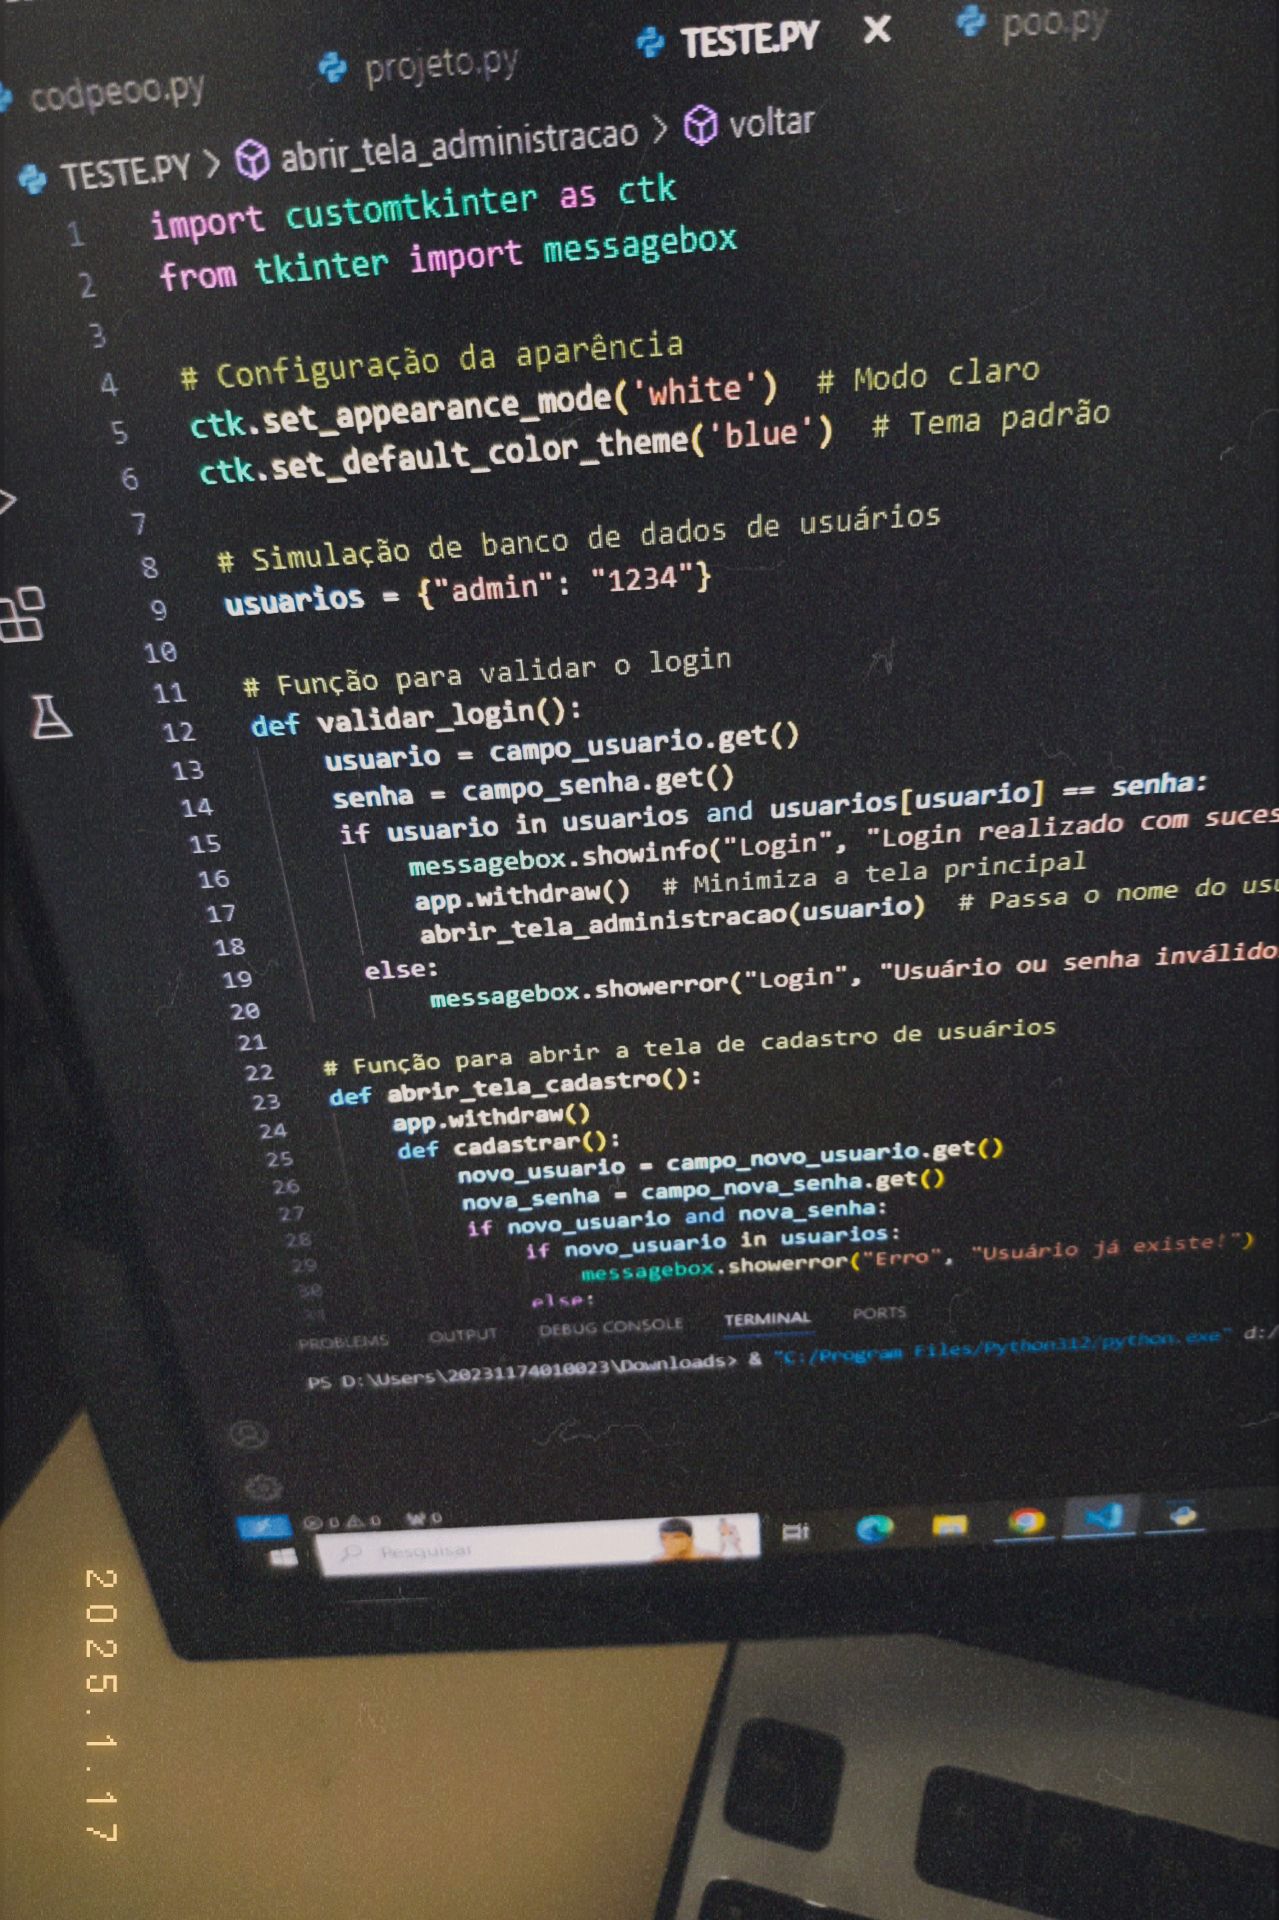 codpeoo.py projeto.py TESTE.PY X poo.py
TESTE.PY > abrir_tela_administracao > voltar
1 import customtkinter as ctk
2 from tkinter import messagebox
3
4 # Configuração da aparência
5 ctk.set_appearance_mode('white') # Modo claro
6 ctk.set_default_color_theme('blue') # Tema padrão
7
8 # Simulação de banco de dados de usuários
9 usuarios = {"admin": "1234"}
10
11 # Função para validar o login
12 def validar_login():
13 usuario = campo_usuario.get()
14 senha = campo_senha.get()
15 if usuario in usuarios and usuarios[usuario] == senha:
16 messagebox.showinfo("Login", "Login realizado com suces
17 app.withdraw() # Minimiza a tela principal
18 abrir_tela_administracao(usuario) # Passa o nome do usu
19 else:
20 messagebox.showerror("Login", "Usuário ou senha inválido
21
22 # Função para abrir a tela de cadastro de usuários
23 def abrir_tela_cadastro():
24 app.withdraw()
25 def cadastrar():
26 novo_usuario = campo_novo_usuario.get()
27 nova_senha = campo_nova_senha.get()
28 if novo_usuario and nova_senha:
29 if novo_usuario in usuarios:
30 messagebox.showerror("Erro", "Usuário já existe!")
31 else:
PROBLEMS OUTPUT DEBUG CONSOLE TERMINAL PORTS
PS D:\Users\20231174010023\Downloads> & "C:/Program Files/Python312/python.exe" d:/
0 0 0
Pesquisar
2025.1.17